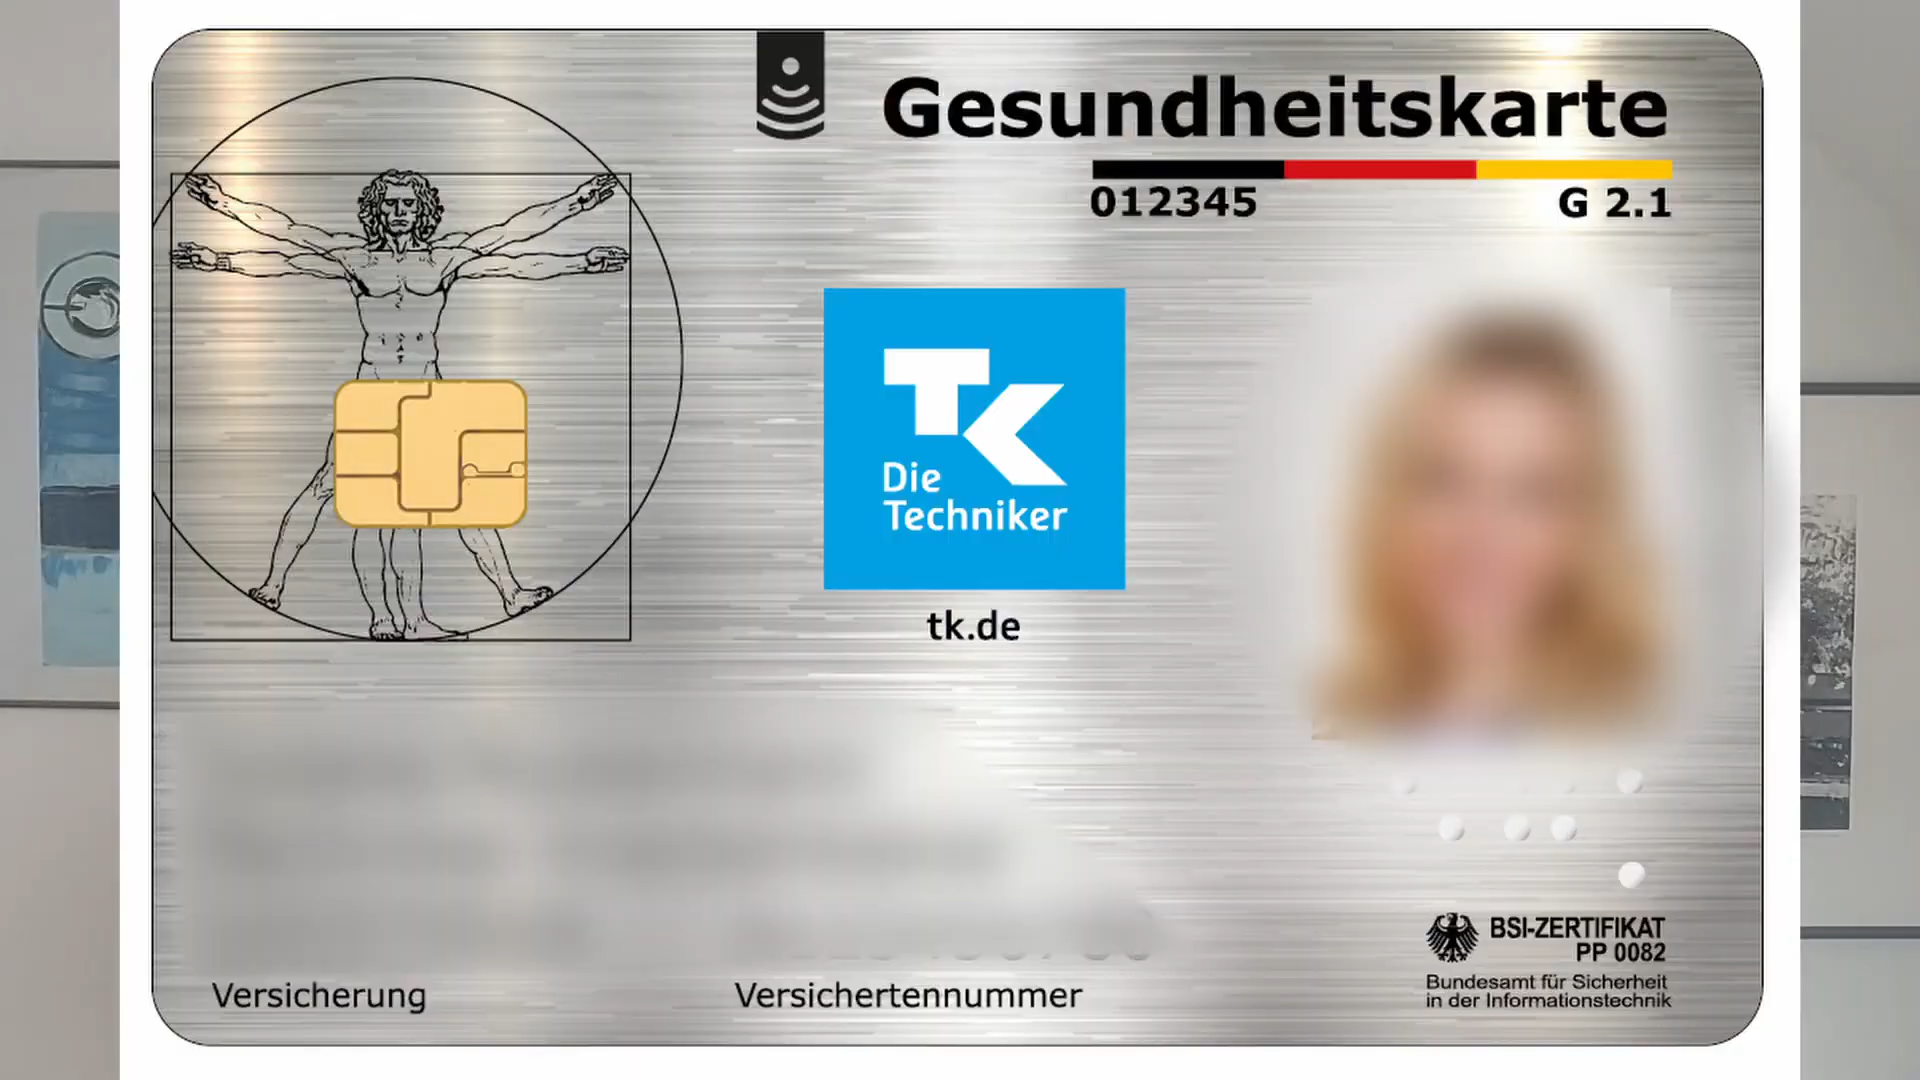 Gesundheitskarte
012345 G 2.1
TK
Die
Techniker
tk.de
BSI-ZERTIFIKAT
PP 0082
Bundesamt für Sicherheit
in der Informationstechnik
Versicherung Versichertennummer